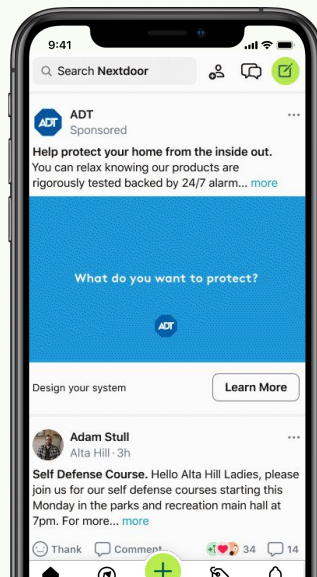 9:41
Search Nextdoor
ADT
ADT
Sponsored
Help protect your home from the inside out.
You can relax knowing our products are
rigorously tested backed by 24/7 alarm... more
What do you want to protect?
ADT
Design your system
Learn More
Adam Stull
Alta Hill · 3h
Self Defense Course. Hello Alta Hill Ladies, please
join us for our self defense courses starting this
Monday in the parks and recreation main hall at
7pm. For more... more
Thank Comment 34 14